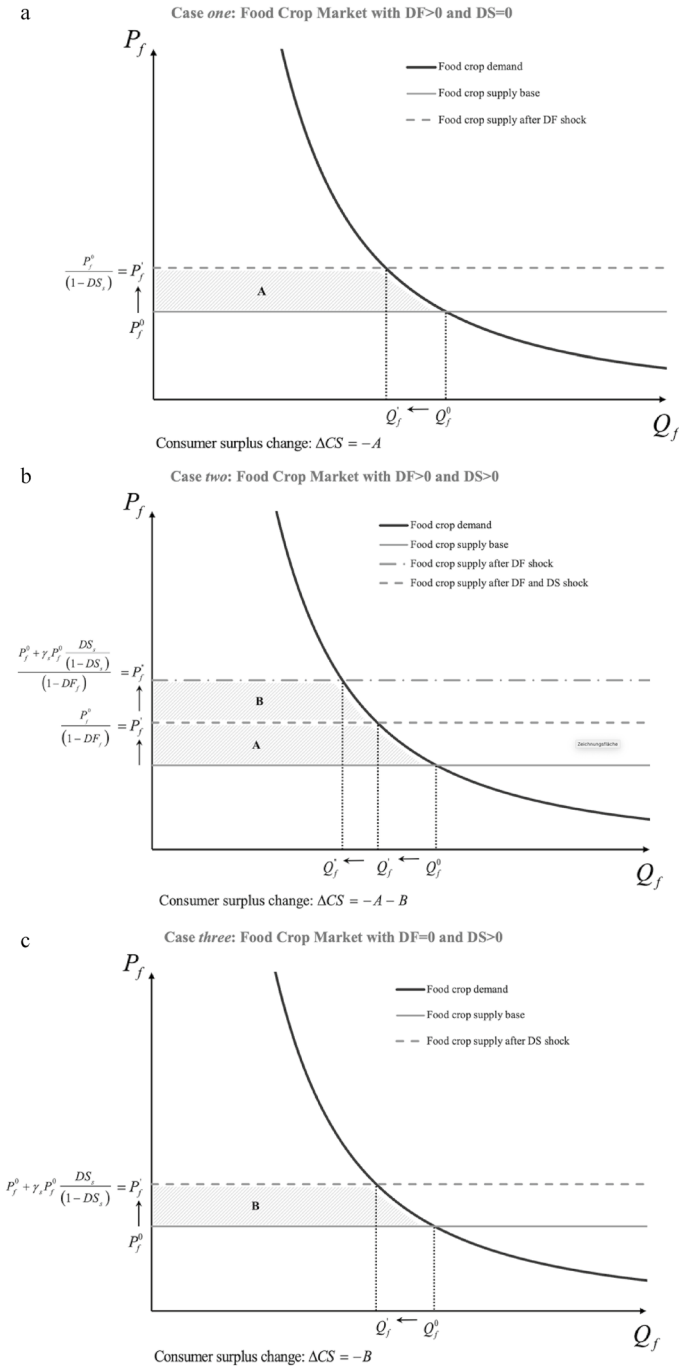 a
Case one: Food Crop Market with DF>0 and DS=0
P_f
Food crop demand
Food crop supply base
Food crop supply after DF shock
P_f^0 / (1 − DS_s) = P_f'
A
P_f^0
Q_f' ← Q_f^0
Q_f
Consumer surplus change: ΔCS = −A
b
Case two: Food Crop Market with DF>0 and DS>0
P_f
Food crop demand
Food crop supply base
Food crop supply after DF shock
Food crop supply after DF and DS shock
(P_f^0 + γ_s P_f^0 DS_s / (1 − DS_s)) / (1 − DF_f) = P_f"
B
P_f^0 / (1 − DF_f) = P_f'
A
Zeichnungsfläche
Q_f" ← Q_f' ← Q_f^0
Q_f
Consumer surplus change: ΔCS = −A − B
c
Case three: Food Crop Market with DF=0 and DS>0
P_f
Food crop demand
Food crop supply base
Food crop supply after DS shock
P_f^0 + γ_s P_f^0 DS_s / (1 − DS_s) = P_f'
B
P_f^0
Q_f' ← Q_f^0
Q_f
Consumer surplus change: ΔCS = −B